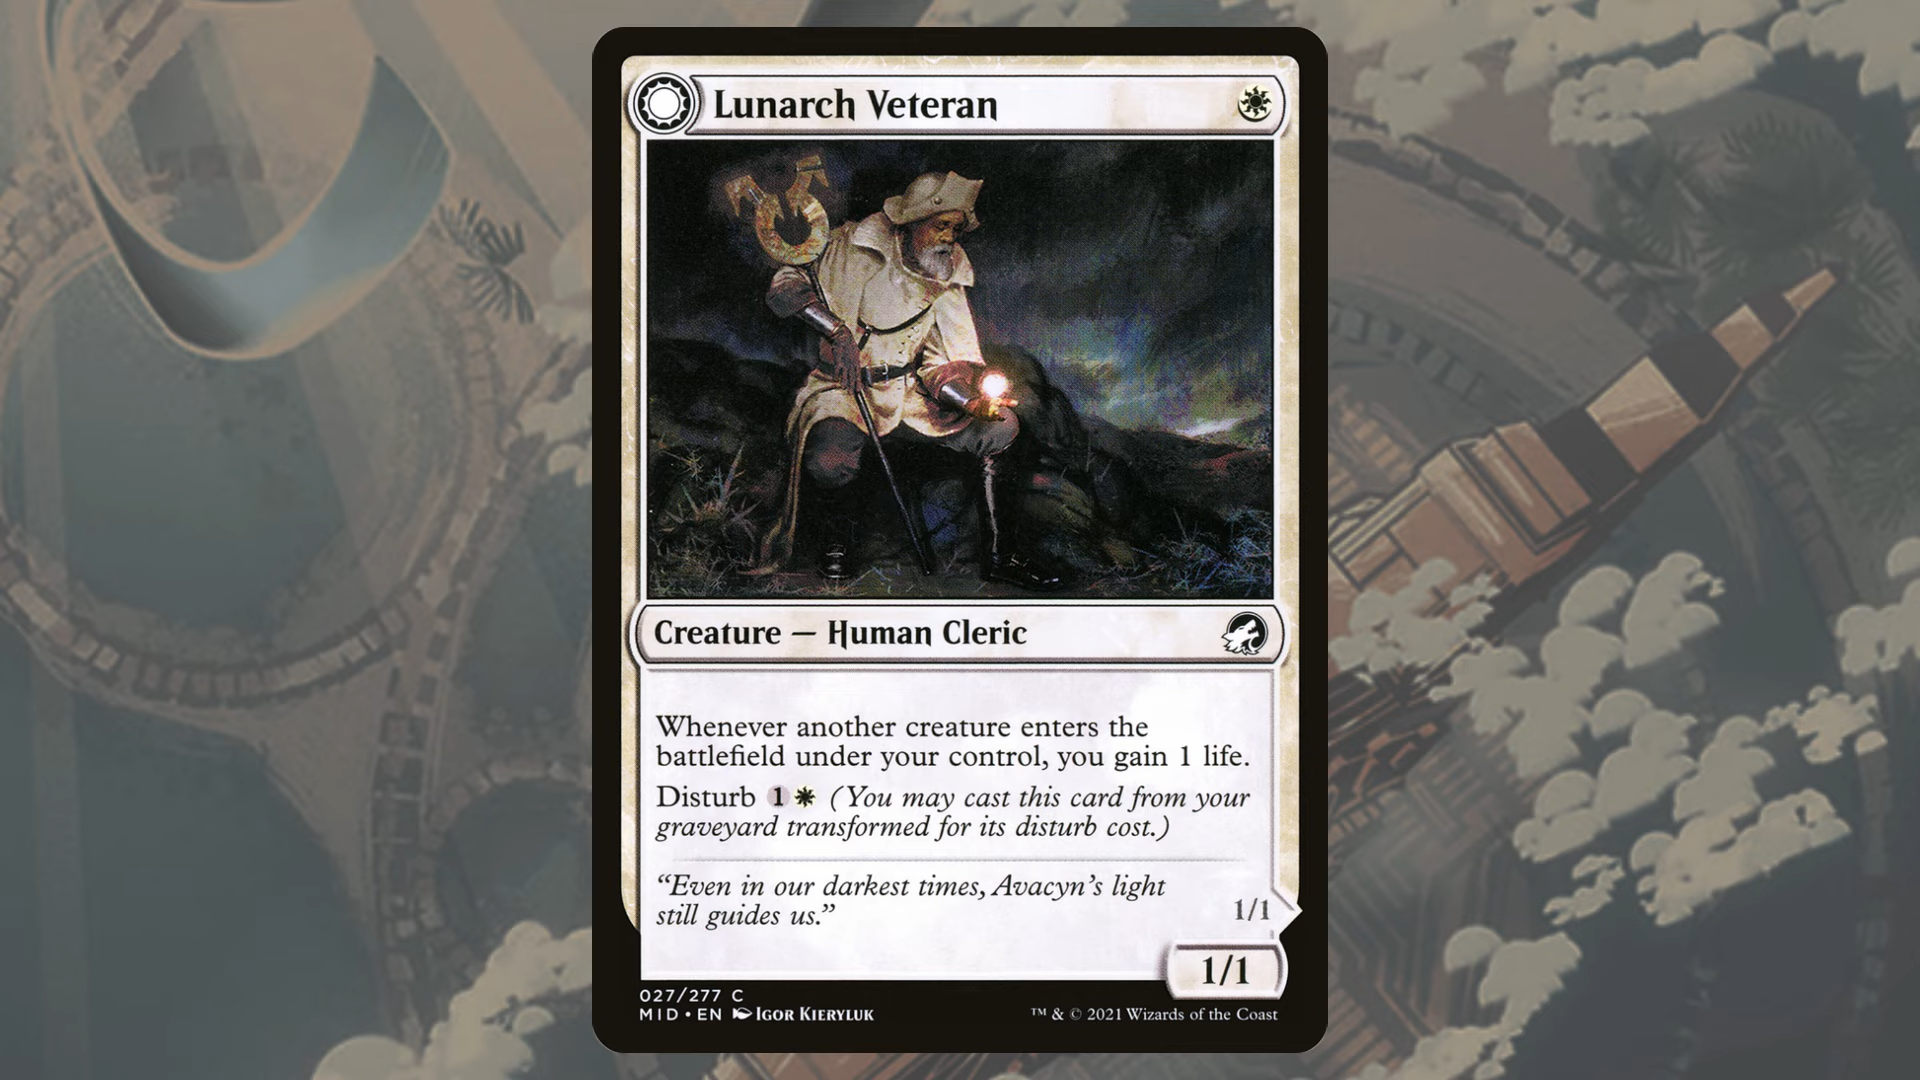 Lunarch Veteran
Creature — Human Cleric
Whenever another creature enters the
battlefield under your control, you gain 1 life.
Disturb 1 (You may cast this card from your
graveyard transformed for its disturb cost.)
“Even in our darkest times, Avacyn’s light
still guides us.”
1/1
1/1
027/277 C
MID • EN Igor Kieryluk
™ & © 2021 Wizards of the Coast